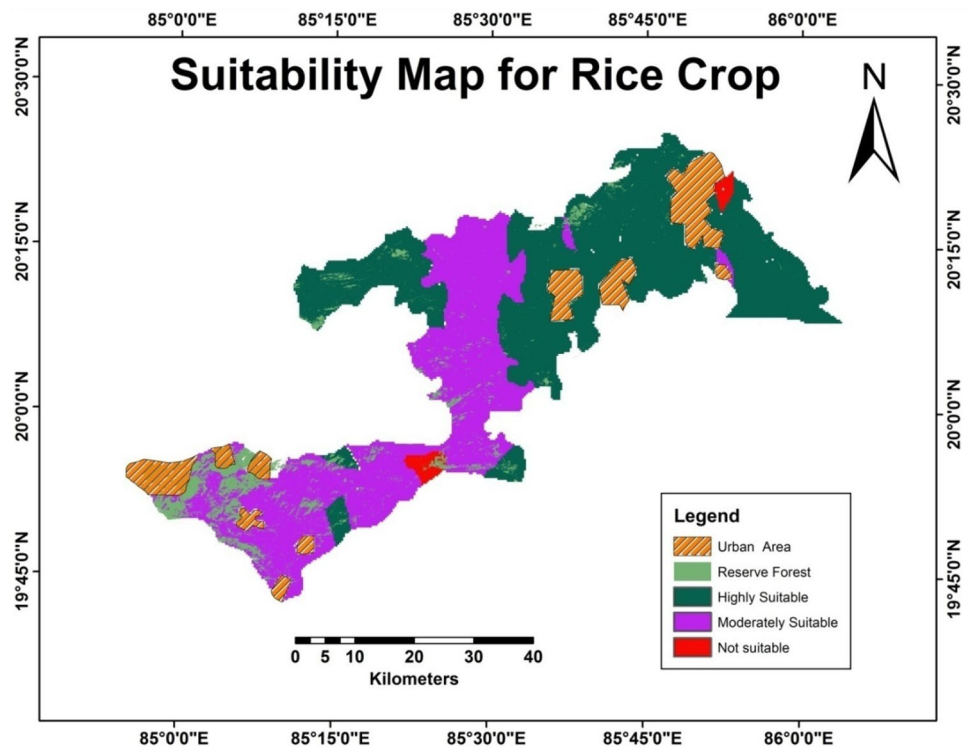 85°0'0"E 85°15'0"E 85°30'0"E 85°45'0"E 86°0'0"E
Suitability Map for Rice Crop
N
20°30'0"N
20°15'0"N
20°0'0"N
19°45'0"N
20°30'0"N
20°15'0"N
20°0'0"N
19°45'0"N
Legend
Urban Area
Reserve Forest
Highly Suitable
Moderately Suitable
Not suitable
0 5 10 20 30 40
Kilometers
85°0'0"E 85°15'0"E 85°30'0"E 85°45'0"E 86°0'0"E